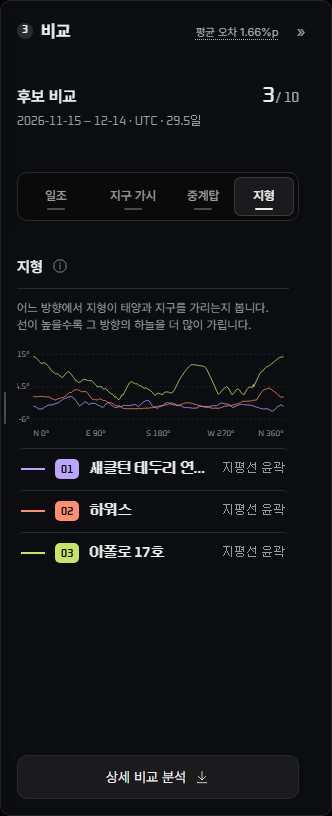 3 비교
평균 오차 1.66%p »
후보 비교
3 / 10
2026-11-15 – 12-14 · UTC · 29.5일
일조 지구 가시 중계탑 지형
지형
어느 방향에서 지형이 태양과 지구를 가리는지 봅니다.
선이 높을수록 그 방향의 하늘을 더 많이 가립니다.
15°
-6°
N 0° E 90° S 180° W 270° N 360°
01 섀클턴 테두리 연... 지평선 윤곽
02 하워스 지평선 윤곽
03 아폴로 17호 지평선 윤곽
상세 비교 분석